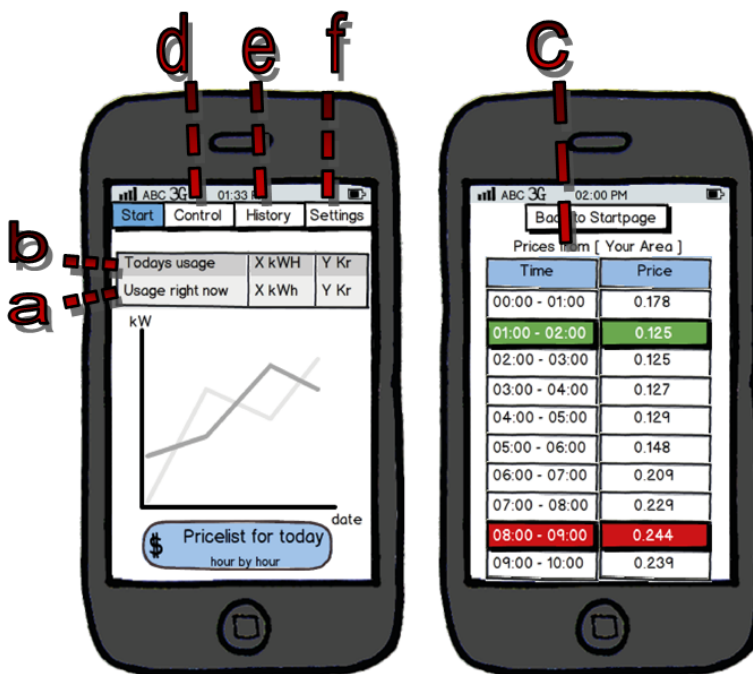 d e f
ABC 3G 01:33 P
Start Control History Settings
b
Todays usage X kWH Y Kr
a
Usage right now X kWh Y Kr
kW
date
$ Pricelist for today
hour by hour
c
ABC 3G 02:00 PM
Back to Startpage
Prices from [ Your Area ]
Time Price
00:00 - 01:00 0.178
01:00 - 02:00 0.125
02:00 - 03:00 0.125
03:00 - 04:00 0.127
04:00 - 05:00 0.129
05:00 - 06:00 0.148
06:00 - 07:00 0.209
07:00 - 08:00 0.229
08:00 - 09:00 0.244
09:00 - 10:00 0.239